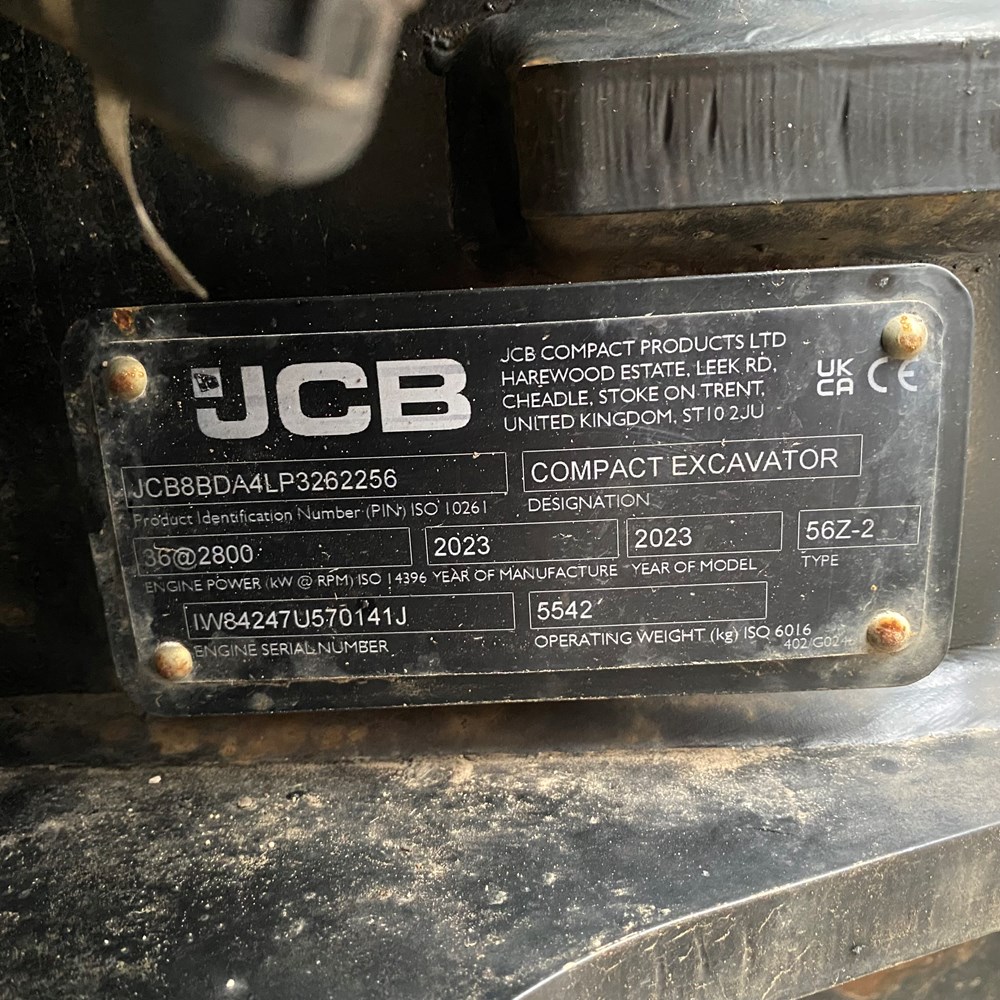 JCB
JCB COMPACT PRODUCTS LTD
HAREWOOD ESTATE, LEEK RD,
CHEADLE, STOKE ON TRENT,
UNITED KINGDOM, ST10 2JU
UK
CA CE
JCB8BDA4LP3262256
Product Identification Number (PIN) ISO 10261
COMPACT EXCAVATOR
DESIGNATION
36@2800
ENGINE POWER (kW @ RPM) ISO 14396
2023
YEAR OF MANUFACTURE
2023
YEAR OF MODEL
56Z-2
TYPE
IW84247U570141J
ENGINE SERIAL NUMBER
5542
OPERATING WEIGHT (kg) ISO 6016